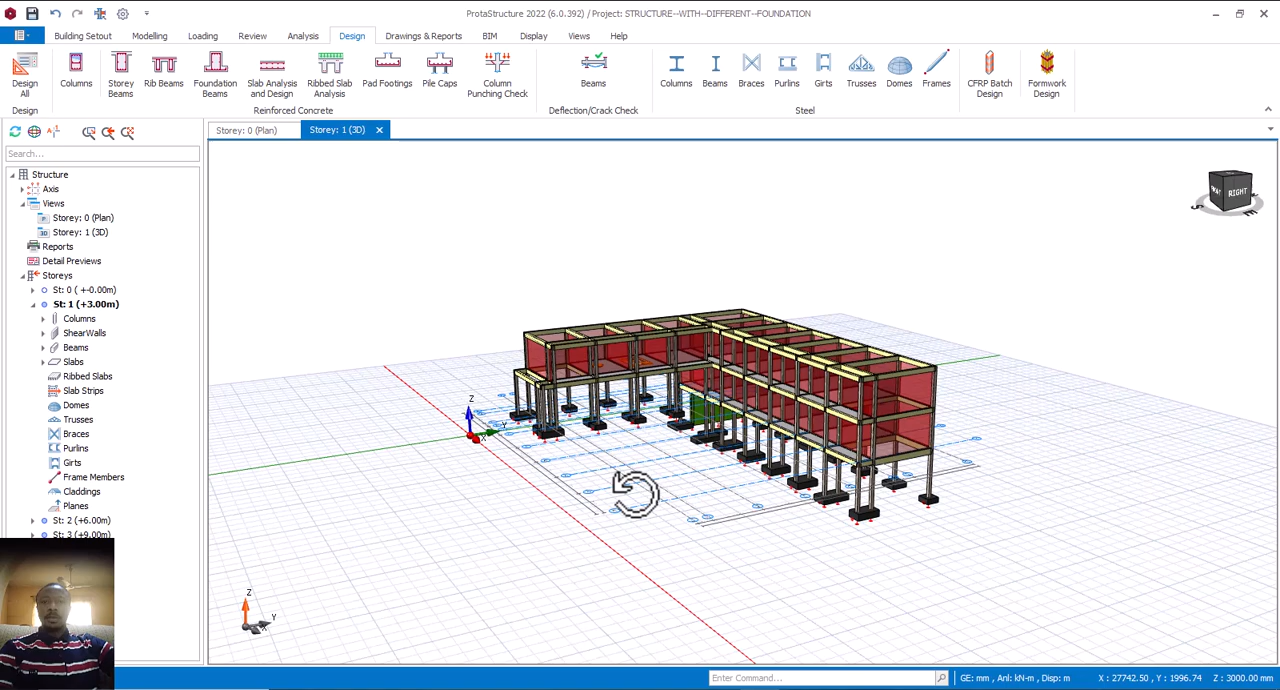 ProtaStructure 2022 (6.0.392) / Project: STRUCTURE--WITH--DIFFERENT--FOUNDATION
Building Setout Modelling Loading Review Analysis Design Drawings & Reports BIM Display Views Help
Design All
Columns
Storey Beams
Rib Beams
Foundation Beams
Slab Analysis and Design
Ribbed Slab Analysis
Pad Footings
Pile Caps
Column Punching Check
Beams
Columns
Beams
Braces
Purlins
Girts
Trusses
Domes
Frames
CFRP Batch Design
Formwork Design
Design
Reinforced Concrete
Deflection/Crack Check
Steel
Storey: 0 (Plan)
Storey: 1 (3D)
Search...
Structure
Axis
Views
Storey: 0 (Plan)
Storey: 1 (3D)
Reports
Detail Previews
Storeys
St: 0 ( +-0.00m)
St: 1 (+3.00m)
Columns
ShearWalls
Beams
Slabs
Ribbed Slabs
Slab Strips
Domes
Trusses
Braces
Purlins
Girts
Frame Members
Claddings
Planes
St: 2 (+6.00m)
St: 3 (+9.00m)
RIGHT
S
E
Z
Y
X
Z
Y
X
Enter Command...
GE: mm , Anl: kN-m , Disp: m
X : 27742.50 , Y : 1996.74
Z : 3000.00 mm